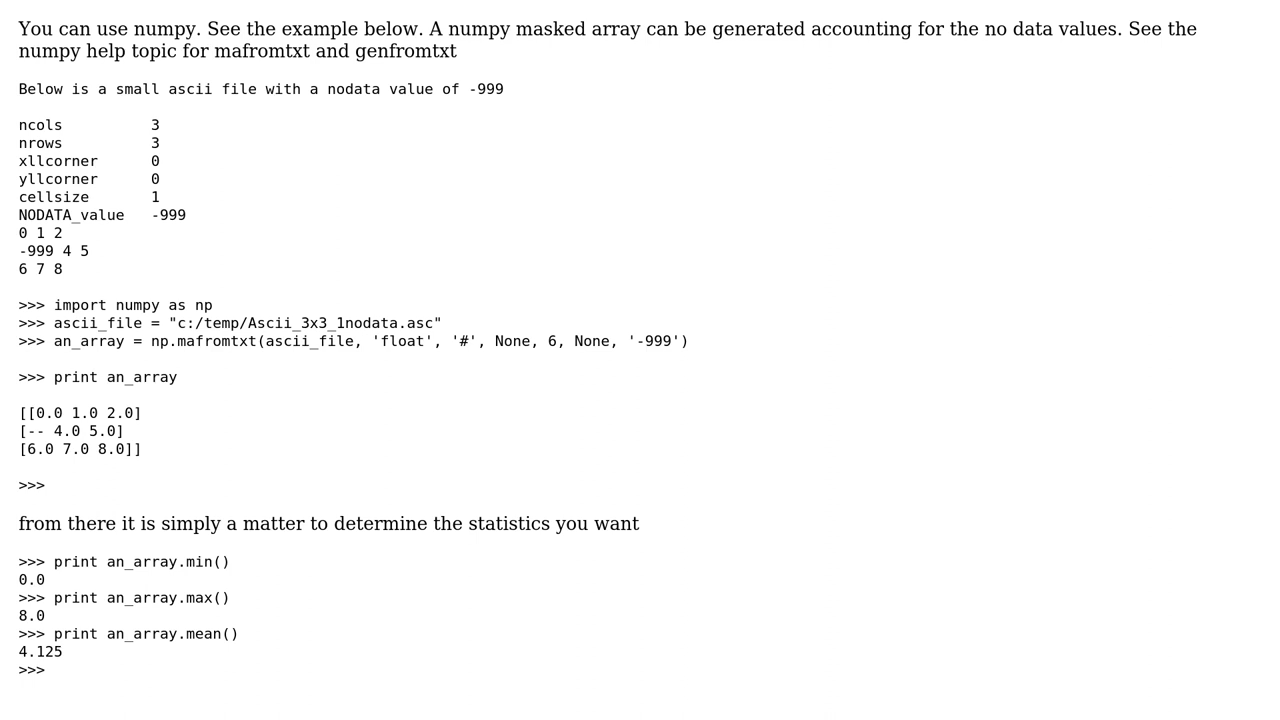 You can use numpy. See the example below. A numpy masked array can be generated accounting for the no data values. See the
numpy help topic for mafromtxt and genfromtxt
Below is a small ascii file with a nodata value of -999
ncols          3
nrows          3
xllcorner      0
yllcorner      0
cellsize       1
NODATA_value   -999
0 1 2
-999 4 5
6 7 8
>>> import numpy as np
>>> ascii_file = "c:/temp/Ascii_3x3_1nodata.asc"
>>> an_array = np.mafromtxt(ascii_file, 'float', '#', None, 6, None, '-999')
>>> print an_array
[[0.0 1.0 2.0]
[-- 4.0 5.0]
[6.0 7.0 8.0]]
>>>
from there it is simply a matter to determine the statistics you want
>>> print an_array.min()
0.0
>>> print an_array.max()
8.0
>>> print an_array.mean()
4.125
>>>